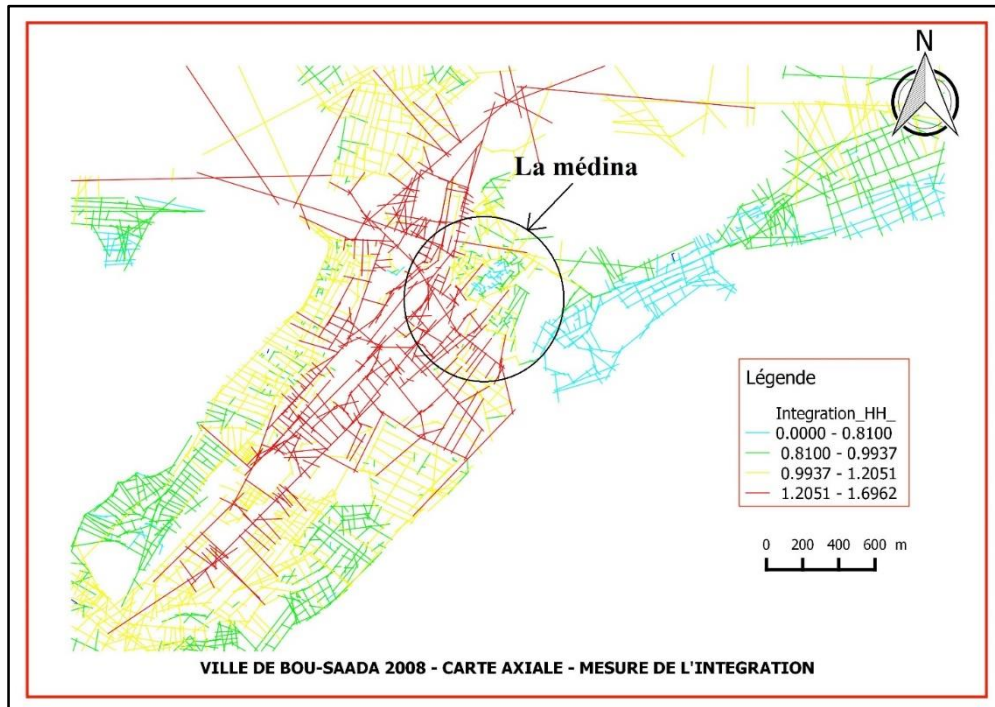 N
La médina
Légende
Integration_HH_
0.0000 - 0.8100
0.8100 - 0.9937
0.9937 - 1.2051
1.2051 - 1.6962
0 200 400 600 m
VILLE DE BOU-SAADA 2008 - CARTE AXIALE - MESURE DE L'INTEGRATION